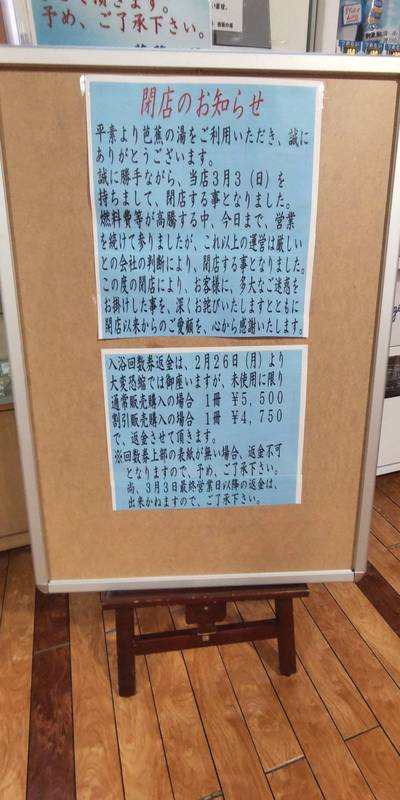 予め、ご了承下さい。
閉店のお知らせ
平素より芭蕉の湯をご利用いただき、誠に
ありがとうございます。
誠に勝手ながら、当店3月3（日）を
持ちまして、閉店する事となりました。
燃料費等が高騰する中、今日まで、営業
を続けて参りましたが、これ以上の運営は厳しい
との会社の判断により、閉店する事となりました。
この度の閉店により、お客様に、多大なご迷惑を
お掛けした事を、深くお詫びいたしますとともに
開店以来からのご愛顧を、心から感謝いたします。
入浴回数券返金は、2月26日（月）より
大変恐縮では御座いますが、未使用に限り
通常販売購入の場合　1冊　￥5,500
割引販売購入の場合　1冊　￥4,750
で、返金させて頂きます。
※回数券上部の表紙が無い場合、返金不可
となりますので、予め、ご了承下さい。
尚、3月3日最終営業日以降の返金は、
出来かねますので、ご了承下さい。